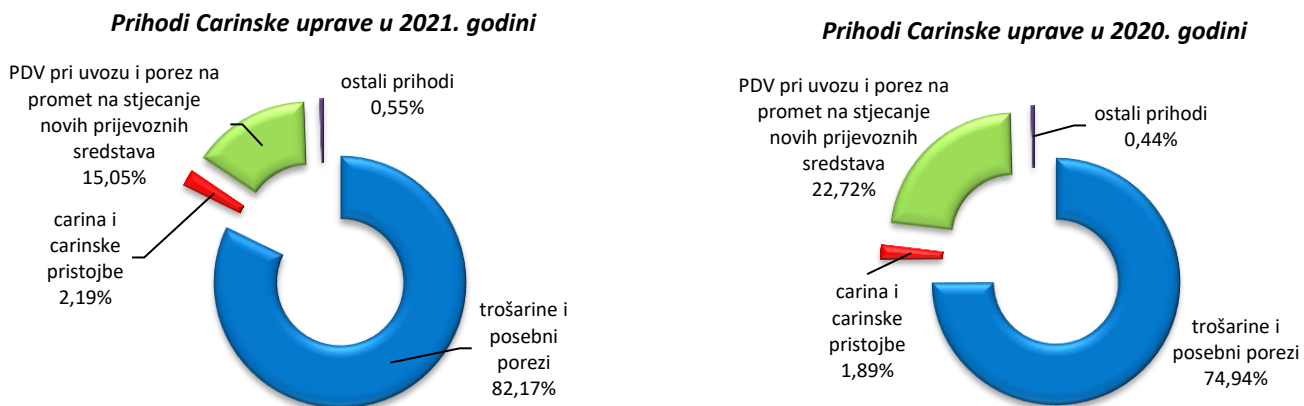 Prihodi Carinske uprave u 2021. godini
PDV pri uvozu i porez na
promet na stjecanje
novih prijevoznih
sredstava
15,05%
ostali prihodi
0,55%
carina i
carinske
pristojbe
2,19%
trošarine i
posebni
porezi
82,17%
Prihodi Carinske uprave u 2020. godini
PDV pri uvozu i porez na
promet na stjecanje
novih prijevoznih
sredstava
22,72%
ostali prihodi
0,44%
carina i
carinske
pristojbe
1,89%
trošarine i
posebni porezi
74,94%